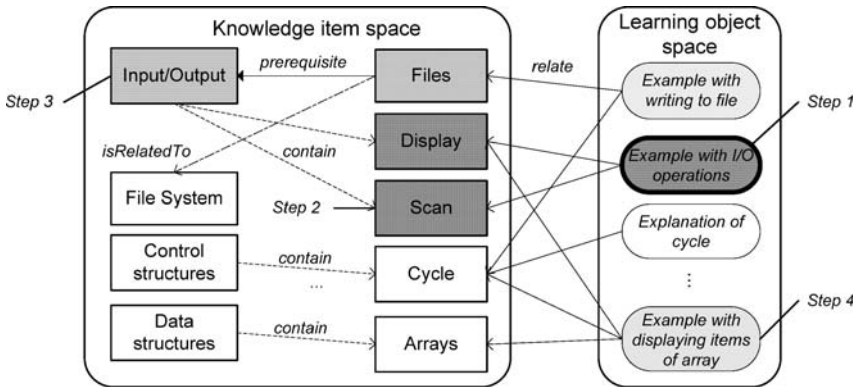 Knowledge item space
Learning object
space
Input/Output
prerequisite
Files
relate
Example with
writing to file
Step 3
Step 1
Display
isRelatedTo
contain
Example with I/O
operations
File System
Step 2
Scan
Explanation of
cycle
Control
structures
contain
...
Cycle
...
Step 4
Data
structures
contain
Arrays
Example with
displaying items
of array